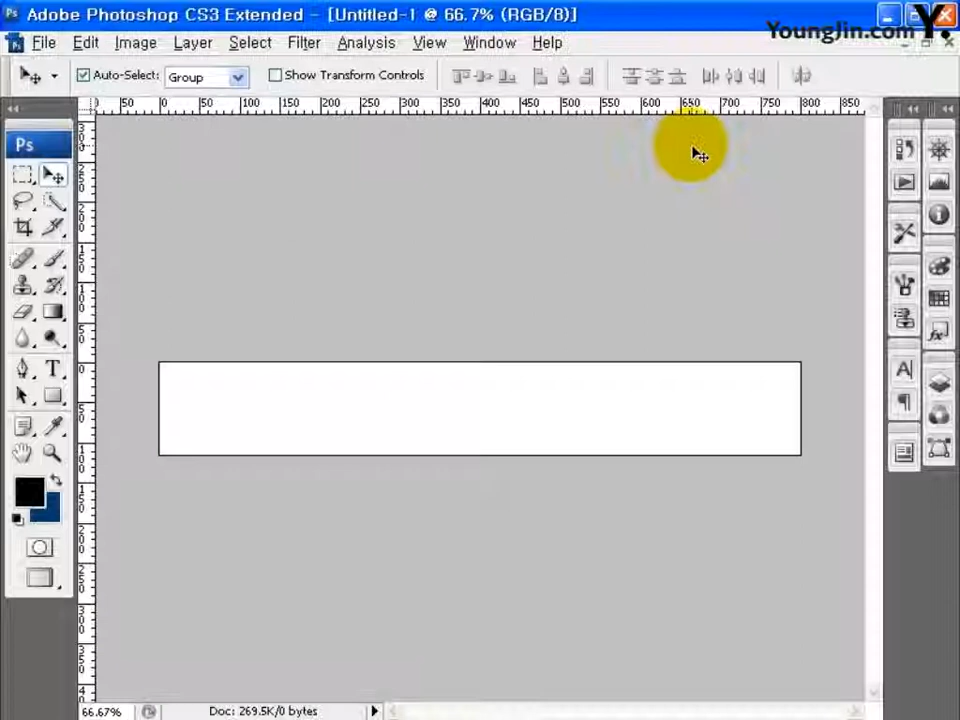 Adobe Photoshop CS3 Extended - [Untitled-1 @ 66.7% (RGB/8)]
YoungJin.com Y.
File Edit Image Layer Select Filter Analysis View Window Help
Auto-Select: Group Show Transform Controls
50 0 50 100 150 200 250 300 350 400 450 500 550 600 650 700 750 800 850
Ps
T
A
66.67% Doc: 269.5K/0 bytes